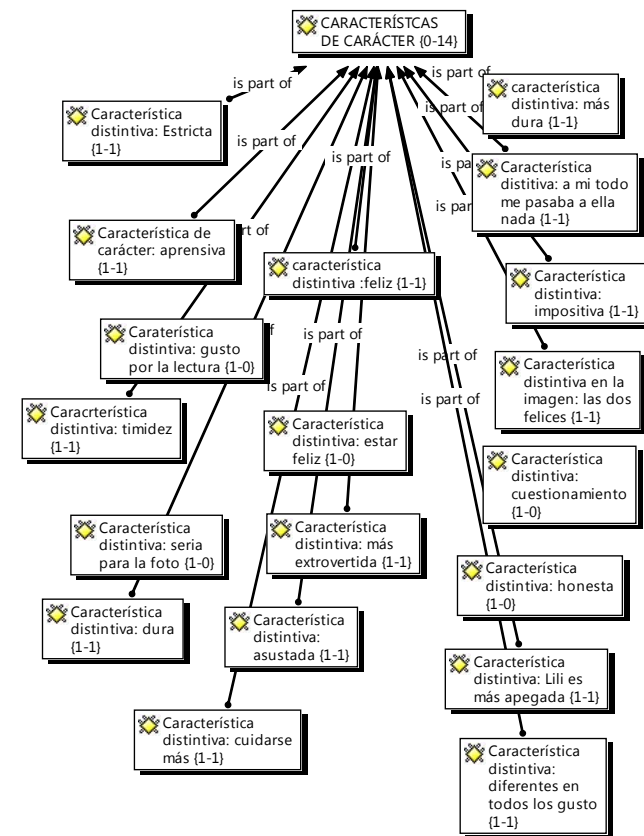 CARACTERÍSTCAS
DE CARÁCTER {0-14}
is part of
is part of
Característica
distintiva: Estricta
{1-1}
característica
distintiva: más
dura {1-1}
is part of
is part of
is part of
is pa
Característica
distitiva: a mi todo
me pasaba a ella
nada {1-1}
is par
Característica de
carácter: aprensiva
{1-1}
rt of
característica
distintiva :feliz {1-1}
Característica
distintiva:
impositiva {1-1}
Caraterística
distintiva: gusto
por la lectura {1-0}
f
is part of
is part of
Característica
distintiva en la
imagen: las dos
felices {1-1}
is part of
is part of
Cacacrterística
distintiva: timidez
{1-1}
Característica
distintiva: estar
feliz {1-0}
Característica
distintiva:
cuestionamiento
{1-0}
Característica
distintiva: seria
para la foto {1-0}
Característica
distintiva: más
extrovertida {1-1}
Característica
distintiva: honesta
{1-0}
Característica
distintiva: dura
{1-1}
Característica
distintiva:
asustada {1-1}
Característica
distintiva: Lili es
más apegada {1-1}
Característica
distintiva: cuidarse
más {1-1}
Característica
distintiva:
diferentes en
todos los gusto
{1-1}